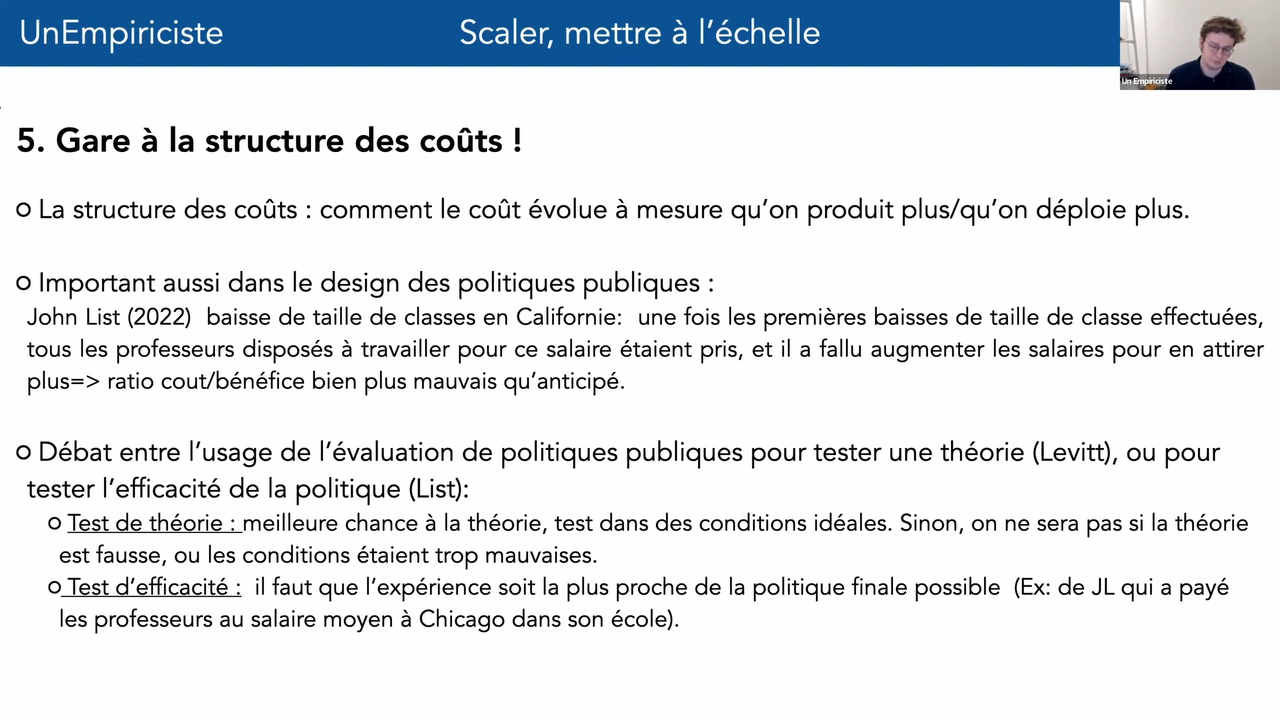 UnEmpiriciste
Scaler, mettre à l’échelle
Un Empiriciste
5. Gare à la structure des coûts !
La structure des coûts : comment le coût évolue à mesure qu’on produit plus/qu’on déploie plus.
Important aussi dans le design des politiques publiques :
John List (2022) baisse de taille de classes en Californie: une fois les premières baisses de taille de classe effectuées,
tous les professeurs disposés à travailler pour ce salaire étaient pris, et il a fallu augmenter les salaires pour en attirer
plus=> ratio cout/bénéfice bien plus mauvais qu’anticipé.
Débat entre l’usage de l’évaluation de politiques publiques pour tester une théorie (Levitt), ou pour
tester l’efficacité de la politique (List):
Test de théorie : meilleure chance à la théorie, test dans des conditions idéales. Sinon, on ne sera pas si la théorie
est fausse, ou les conditions étaient trop mauvaises.
Test d’efficacité : il faut que l’expérience soit la plus proche de la politique finale possible (Ex: de JL qui a payé
les professeurs au salaire moyen à Chicago dans son école).